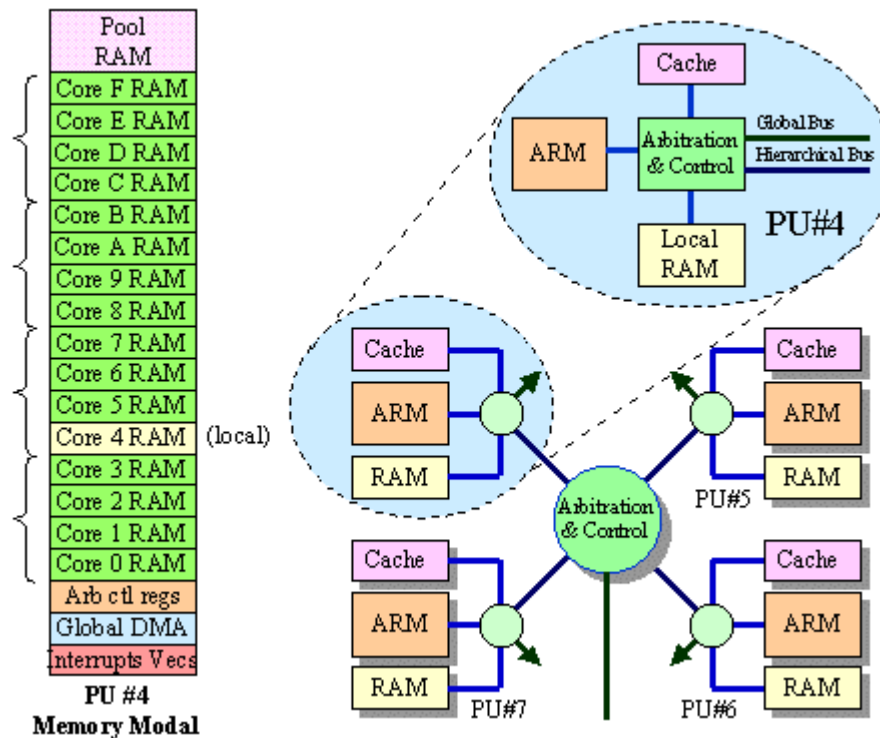 Pool
RAM
Core F RAM
Core E RAM
Core D RAM
Core C RAM
Core B RAM
Core A RAM
Core 9 RAM
Core 8 RAM
Core 7 RAM
Core 6 RAM
Core 5 RAM
Core 4 RAM (local)
Core 3 RAM
Core 2 RAM
Core 1 RAM
Core 0 RAM
Arb ctl regs
Global DMA
Interrupts Vecs
PU #4
Memory Modal
Cache
ARM
Arbitration
& Control
Global Bus
Hierarchical Bus
Local
RAM
PU#4
Cache
ARM
RAM
Cache
ARM
RAM
PU#5
Arbitration
& Control
Cache
ARM
RAM
PU#7
Cache
ARM
RAM
PU#6